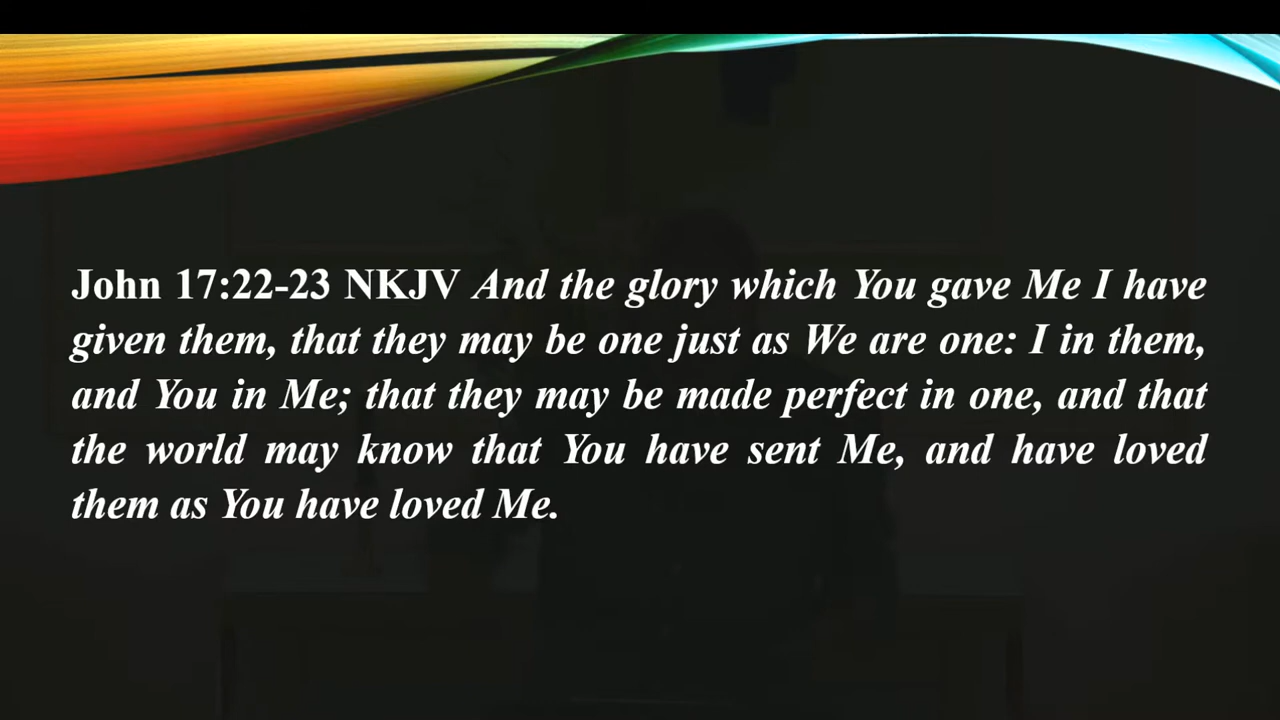 John 17:22-23 NKJV And the glory which You gave Me I have
given them, that they may be one just as We are one: I in them,
and You in Me; that they may be made perfect in one, and that
the world may know that You have sent Me, and have loved
them as You have loved Me.